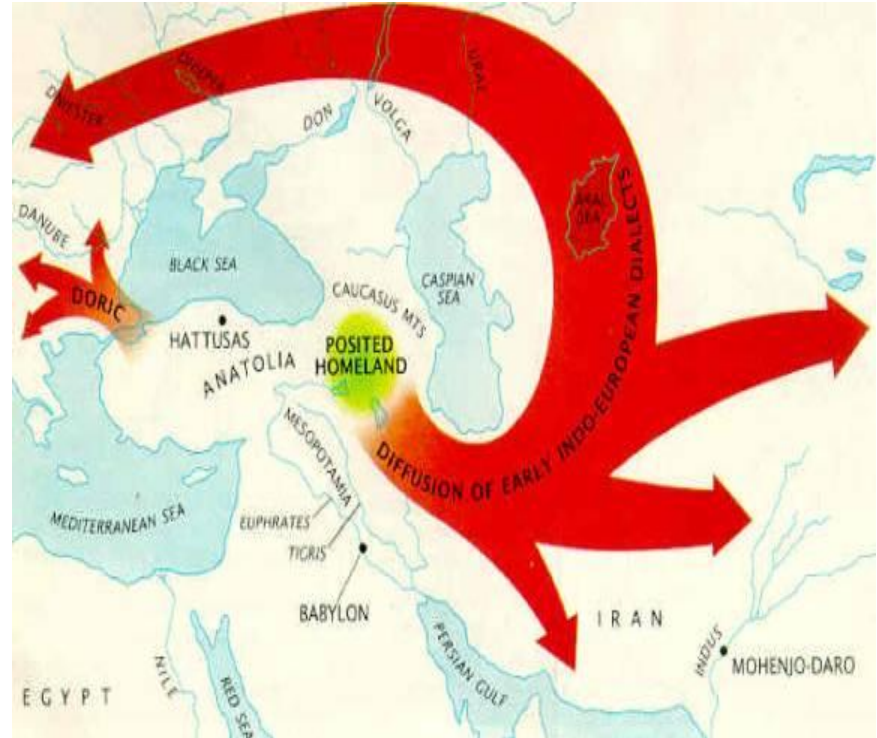 DNIESTER
DNIEPER
DON
VOLGA
URAL
ARAL
SEA
DANUBE
BLACK SEA
CASPIAN
SEA
CAUCASUS MTS
DORIC
HATTUSAS
ANATOLIA
POSITED
HOMELAND
DIFFUSION OF EARLY INDO-EUROPEAN DIALECTS
MESOPOTAMIA
MEDITERRANEAN SEA
EUPHRATES
TIGRIS
BABYLON
IRAN
PERSIAN GULF
INDUS
MOHENJO-DARO
EGYPT
NILE
RED SEA